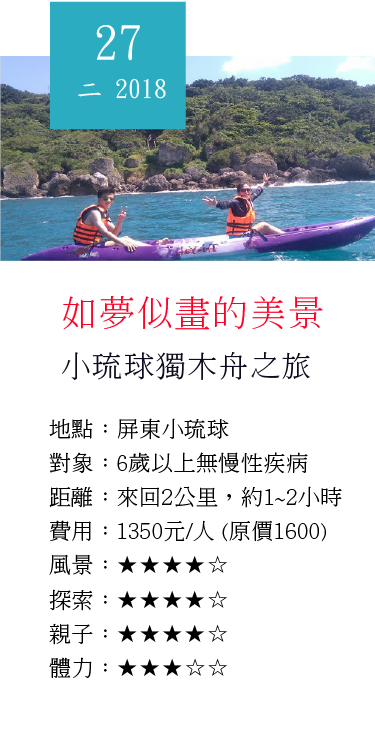 27
二 2018
如夢似畫的美景
小琉球獨木舟之旅
地點：屏東小琉球
對象：6歲以上無慢性疾病
距離：來回2公里，約1~2小時
費用：1350元/人 (原價1600)
風景：★★★★☆
探索：★★★★☆
親子：★★★★☆
體力：★★★☆☆